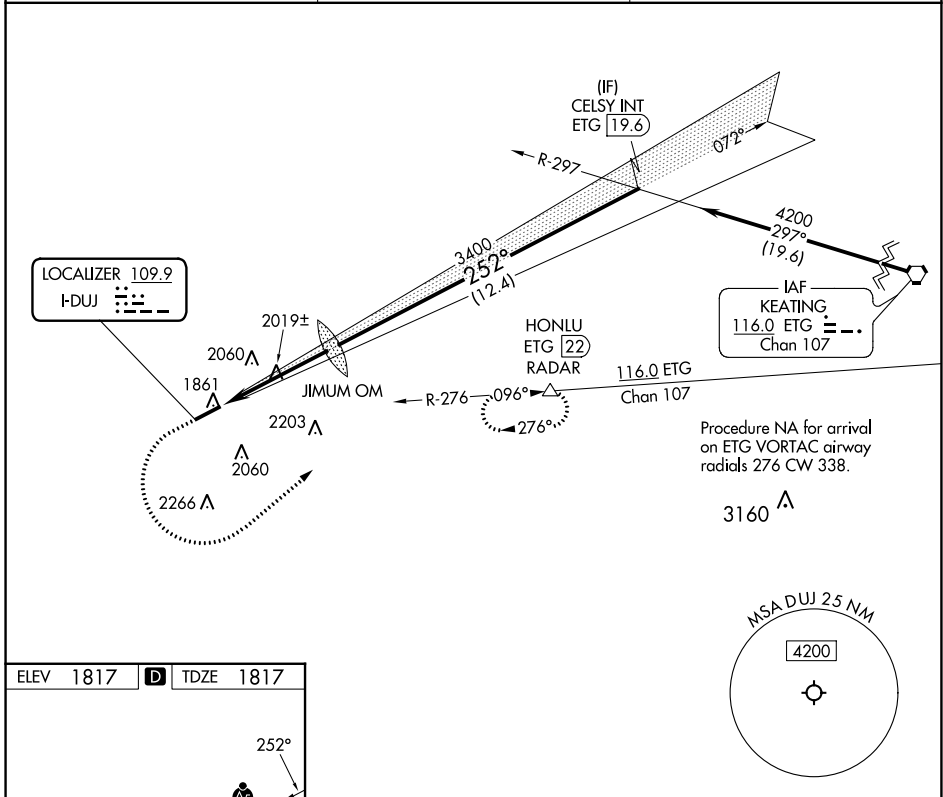 (IF)
CELSY INT
ETG 19.6
R-297
072°
4200
297°
(19.6)
3400
252°
(12.4)
LOCALIZER 109.9
I-DUJ
IAF
KEATING
116.0 ETG
Chan 107
2019±
2060
1861
JIMUM OM
HONLU
ETG 22
RADAR
116.0 ETG
Chan 107
R-276
096°
276°
2203
2060
2266
Procedure NA for arrival
on ETG VORTAC airway
radials 276 CW 338.
3160
MSA DUJ 25 NM
4200
ELEV 1817 D TDZE 1817
252°